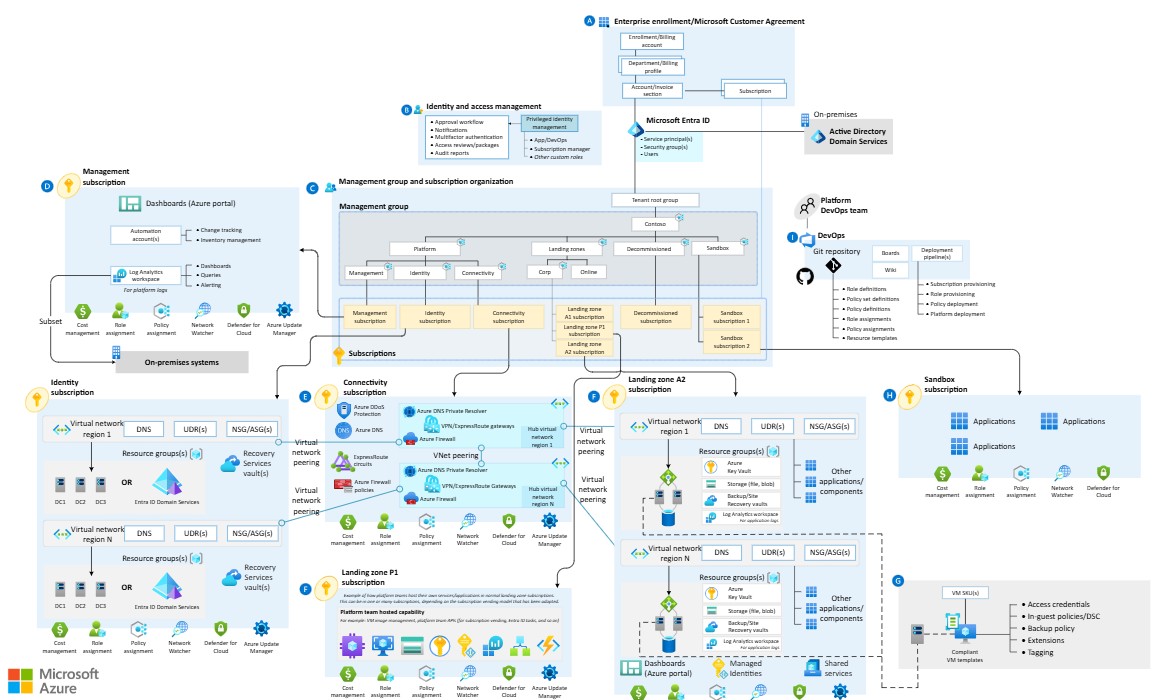 A
Enterprise enrollment/Microsoft Customer Agreement
Enrollment/Billing
account
Department/Billing
profile
Account/Invoice
section
Subscription
B
Identity and access management
• Approval workflow
• Notifications
• Multifactor authentication
• Access reviews/packages
• Audit reports
Privileged identity
management
• App/DevOps
• Subscription manager
• Other custom roles
Microsoft Entra ID
- Service principal(s)
- Security group(s)
- Users
On-premises
Active Directory
Domain Services
C
Management group and subscription organization
Management group
Tenant root group
Contoso
Platform
Landing zones
Decommissioned
Sandbox
Management
Identity
Connectivity
Corp
Online
Management
subscription
Identity
subscription
Connectivity
subscription
Landing zone
A1 subscription
Landing zone P1
subscription
Landing zone
A2 subscription
Decommissioned
subscription
Sandbox
subscription 1
Sandbox
subscription 2
Subscriptions
D
Management
subscription
Dashboards (Azure portal)
Automation
account(s)
• Change tracking
• Inventory management
Log Analytics
workspace
For platform logs
• Dashboards
• Queries
• Alerting
Cost
management
Role
assignment
Policy
assignment
Network
Watcher
Defender for
Cloud
Azure Update
Manager
Subset
On-premises systems
Platform
DevOps team
I
DevOps
Git repository
Boards
Wiki
Deployment
pipeline(s)
• Role definitions
• Policy set definitions
• Policy definitions
• Role assignments
• Policy assignments
• Resource templates
• Subscription provisioning
• Role provisioning
• Policy deployment
• Platform deployment
Identity
subscription
Virtual network
region 1
DNS
UDR(s)
NSG/ASG(s)
Resource groups(s)
DC1
DC2
DC3
OR
Entra ID Domain Services
Recovery
Services
vault(s)
Virtual network
region N
DNS
UDR(s)
NSG/ASG(s)
Resource groups(s)
DC1
DC2
DC3
OR
Entra ID Domain Services
Recovery
Services
vault(s)
Cost
management
Role
assignment
Policy
assignment
Network
Watcher
Defender for
Cloud
Azure Update
Manager
Virtual
network
peering
Virtual
network
peering
E
Connectivity
subscription
Azure DDoS
Protection
Azure DNS
ExpressRoute
circuits
Azure Firewall
policies
Azure DNS Private Resolver
VPN/ExpressRoute gateways
Azure Firewall
Hub virtual
network
region 1
VNet peering
Azure DNS Private Resolver
VPN/ExpressRoute Gateways
Azure Firewall
Hub virtual
network
region N
Cost
management
Role
assignment
Policy
assignment
Network
Watcher
Defender for
Cloud
Azure Update
Manager
Virtual
network
peering
Virtual
network
peering
F
Landing zone P1
subscription
Example of how platform teams host their own services/applications in normal landing zone subscriptions.
This can be in one or many subscriptions, depending on the subscription vending model that has been adopted.
Platform team hosted capability
For example: VM image management, platform team APIs (for subscription vending, Entra ID tasks, and so on)
Cost
management
Role
assignment
Policy
assignment
Network
Watcher
Defender for
Cloud
Azure Update
Manager
F
Landing zone A2
subscription
Virtual network
region 1
DNS
UDR(s)
NSG/ASG(s)
Resource groups(s)
Azure
Key Vault
Storage (file, blob)
Backup/Site
Recovery vaults
Log Analytics workspace
For application logs
Other
applications/
components
Virtual network
region N
DNS
UDR(s)
NSG/ASG(s)
Resource groups(s)
Azure
Key Vault
Storage (file, blob)
Backup/Site
Recovery vaults
Log Analytics workspace
For application logs
Other
applications/
components
Dashboards
(Azure portal)
Managed
Identities
Shared
services
H
Sandbox
subscription
Applications
Applications
Applications
Cost
management
Role
assignment
Policy
assignment
Network
Watcher
Defender for
Cloud
G
VM SKU(s)
Compliant
VM templates
• Access credentials
• In-guest policies/DSC
• Backup policy
• Extensions
• Tagging
Microsoft
Azure